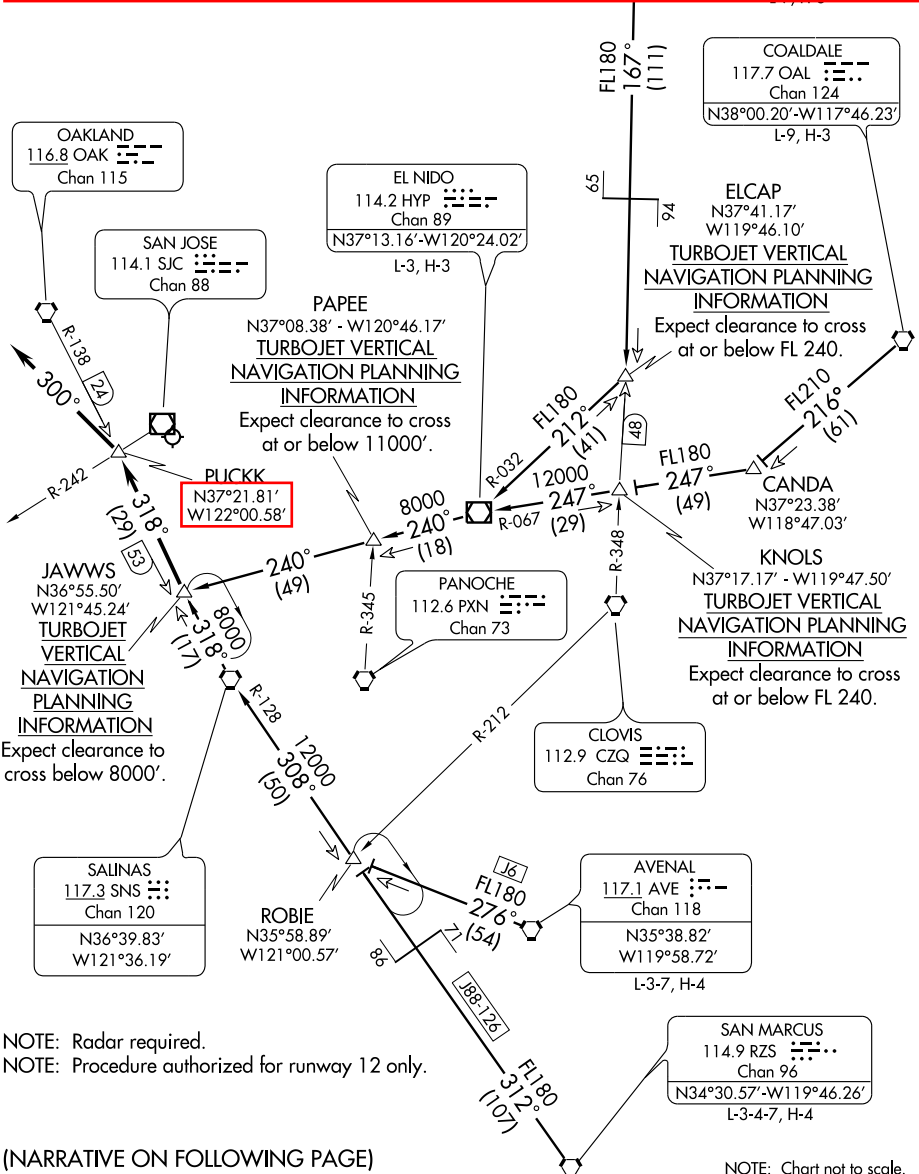 FL180
167°
(111)
COALDALE
117.7 OAL
Chan 124
N38°00.20'-W117°46.23'
L-9, H-3
OAKLAND
116.8 OAK
Chan 115
SAN JOSE
114.1 SJC
Chan 88
EL NIDO
114.2 HYP
Chan 89
N37°13.16'-W120°24.02'
L-3, H-3
65
94
ELCAP
N37°41.17'
W119°46.10'
TURBOJET VERTICAL
NAVIGATION PLANNING
INFORMATION
Expect clearance to cross
at or below FL 240.
PAPEE
N37°08.38' - W120°46.17'
TURBOJET VERTICAL
NAVIGATION PLANNING
INFORMATION
Expect clearance to cross
at or below 11000'.
R-138
24
300°
R-242
PUCKK
N37°21.81'
W122°00.58'
318°
(29)
53
FL180
212°
(41)
R-032
48
FL210
216°
(61)
FL180
247°
(49)
CANDA
N37°23.38'
W118°47.03'
12000
247°
(29)
R-067
8000
240°
(18)
240°
(49)
R-345
R-348
JAWWS
N36°55.50'
W121°45.24'
TURBOJET
VERTICAL
NAVIGATION
PLANNING
INFORMATION
Expect clearance to
cross below 8000'.
8000
318°
(17)
PANOCHE
112.6 PXN
Chan 73
KNOLS
N37°17.17' - W119°47.50'
TURBOJET VERTICAL
NAVIGATION PLANNING
INFORMATION
Expect clearance to cross
at or below FL 240.
R-128
12000
308°
(50)
R-212
CLOVIS
112.9 CZQ
Chan 76
SALINAS
117.3 SNS
Chan 120
N36°39.83'
W121°36.19'
ROBIE
N35°58.89'
W121°00.57'
J6
FL180
276°
(54)
AVENAL
117.1 AVE
Chan 118
N35°38.82'
W119°58.72'
L-3-7, H-4
86
71
J88-126
FL180
312°
(107)
SAN MARCUS
114.9 RZS
Chan 96
N34°30.57'-W119°46.26'
L-3-4-7, H-4
NOTE: Radar required.
NOTE: Procedure authorized for runway 12 only.
(NARRATIVE ON FOLLOWING PAGE)
NOTE: Chart not to scale.